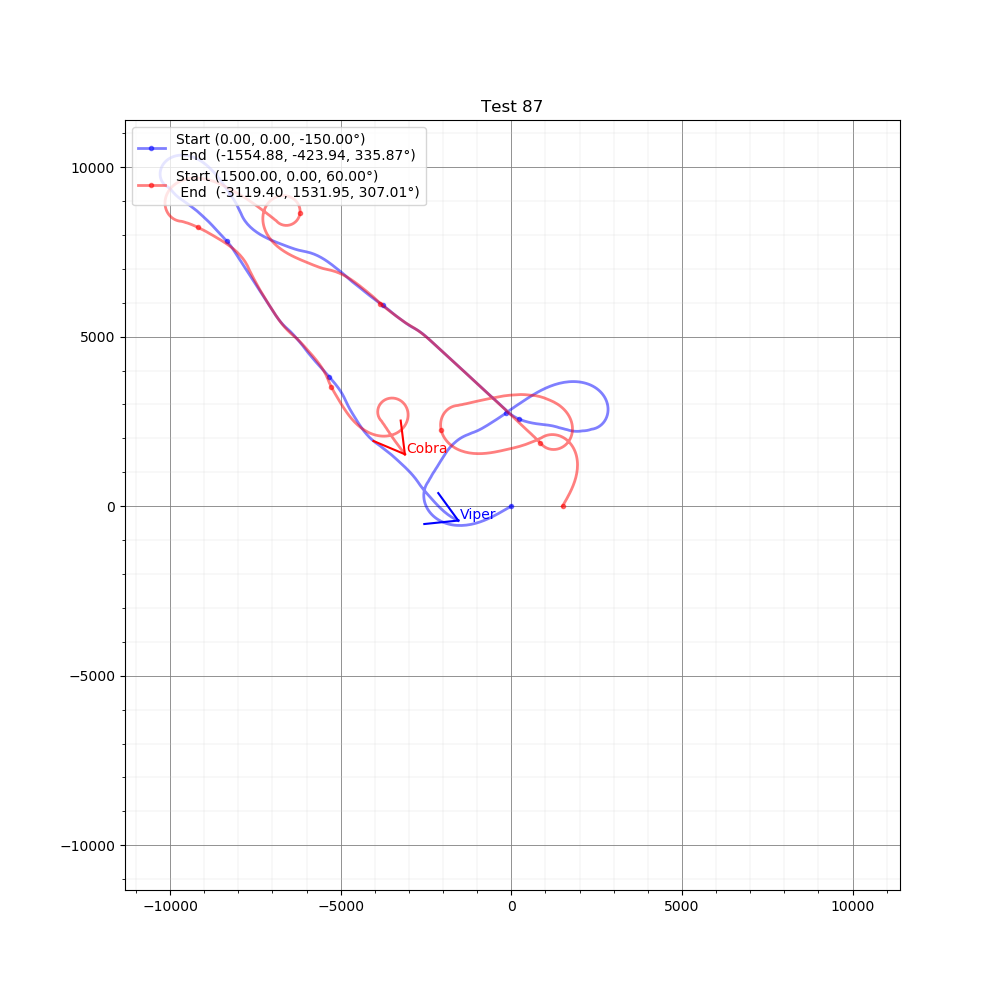 Test 87
Start (0.00, 0.00, -150.00°)
End  (-1554.88, -423.94, 335.87°)
Start (1500.00, 0.00, 60.00°)
End  (-3119.40, 1531.95, 307.01°)
10000
5000
0
−5000
−10000
Cobra
Viper
−10000
−5000
0
5000
10000